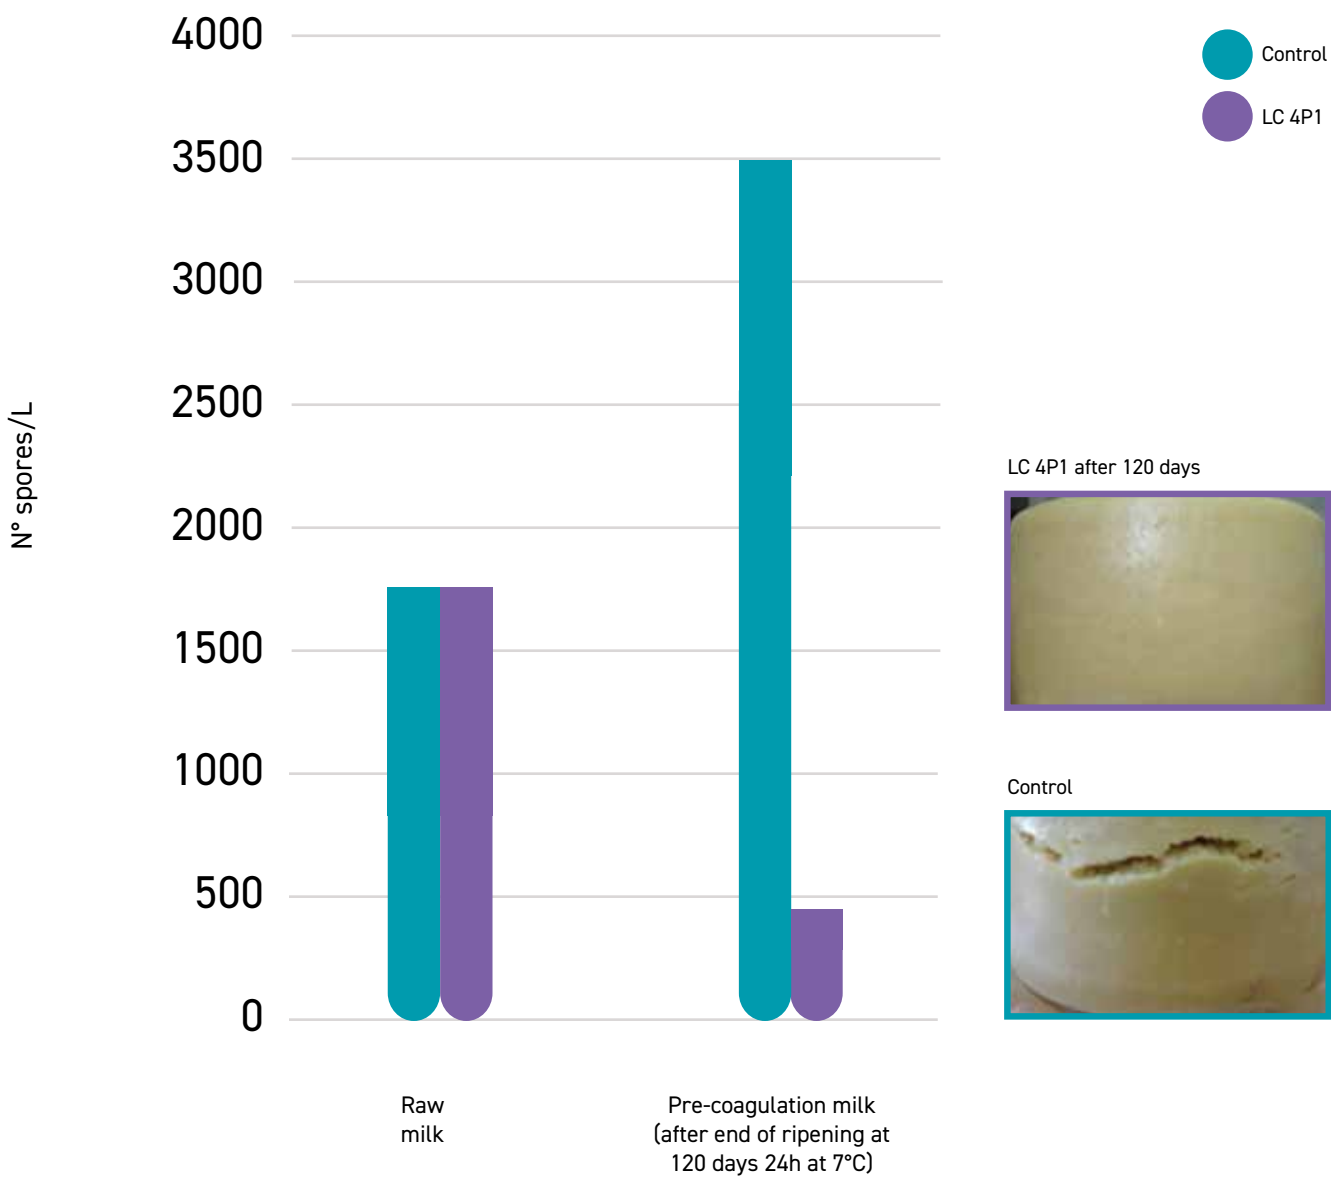 4000
3500
3000
2500
2000
1500
1000
500
0
N° spores/L
Raw
milk
Pre-coagulation milk
(after end of ripening at
120 days 24h at 7°C)
Control
LC 4P1
LC 4P1 after 120 days
Control